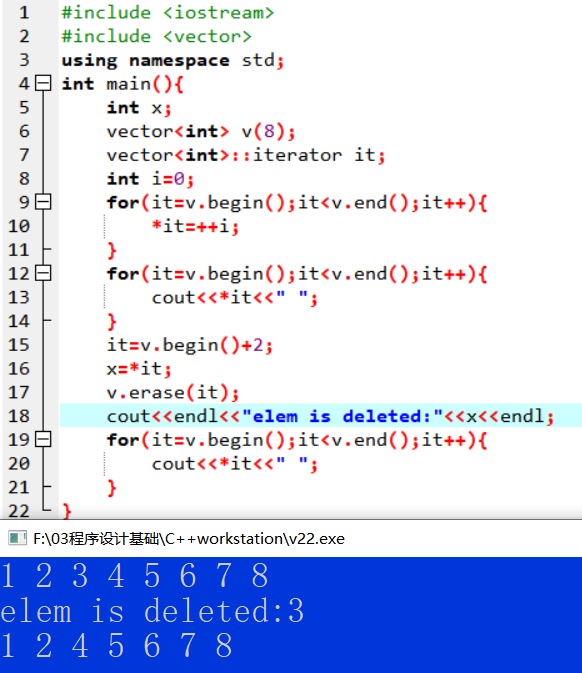 1 #include <iostream>
2 #include <vector>
3 using namespace std;
4 int main(){
5 int x;
6 vector<int> v(8);
7 vector<int>::iterator it;
8 int i=0;
9 for(it=v.begin();it<v.end();it++){
10 *it=++i;
11 }
12 for(it=v.begin();it<v.end();it++){
13 cout<<*it<<" ";
14 }
15 it=v.begin()+2;
16 x=*it;
17 v.erase(it);
18 cout<<endl<<"elem is deleted:"<<x<<endl;
19 for(it=v.begin();it<v.end();it++){
20 cout<<*it<<" ";
21 }
22 }
F:\03程序设计基础\C++workstation\v22.exe
1 2 3 4 5 6 7 8
elem is deleted:3
1 2 4 5 6 7 8